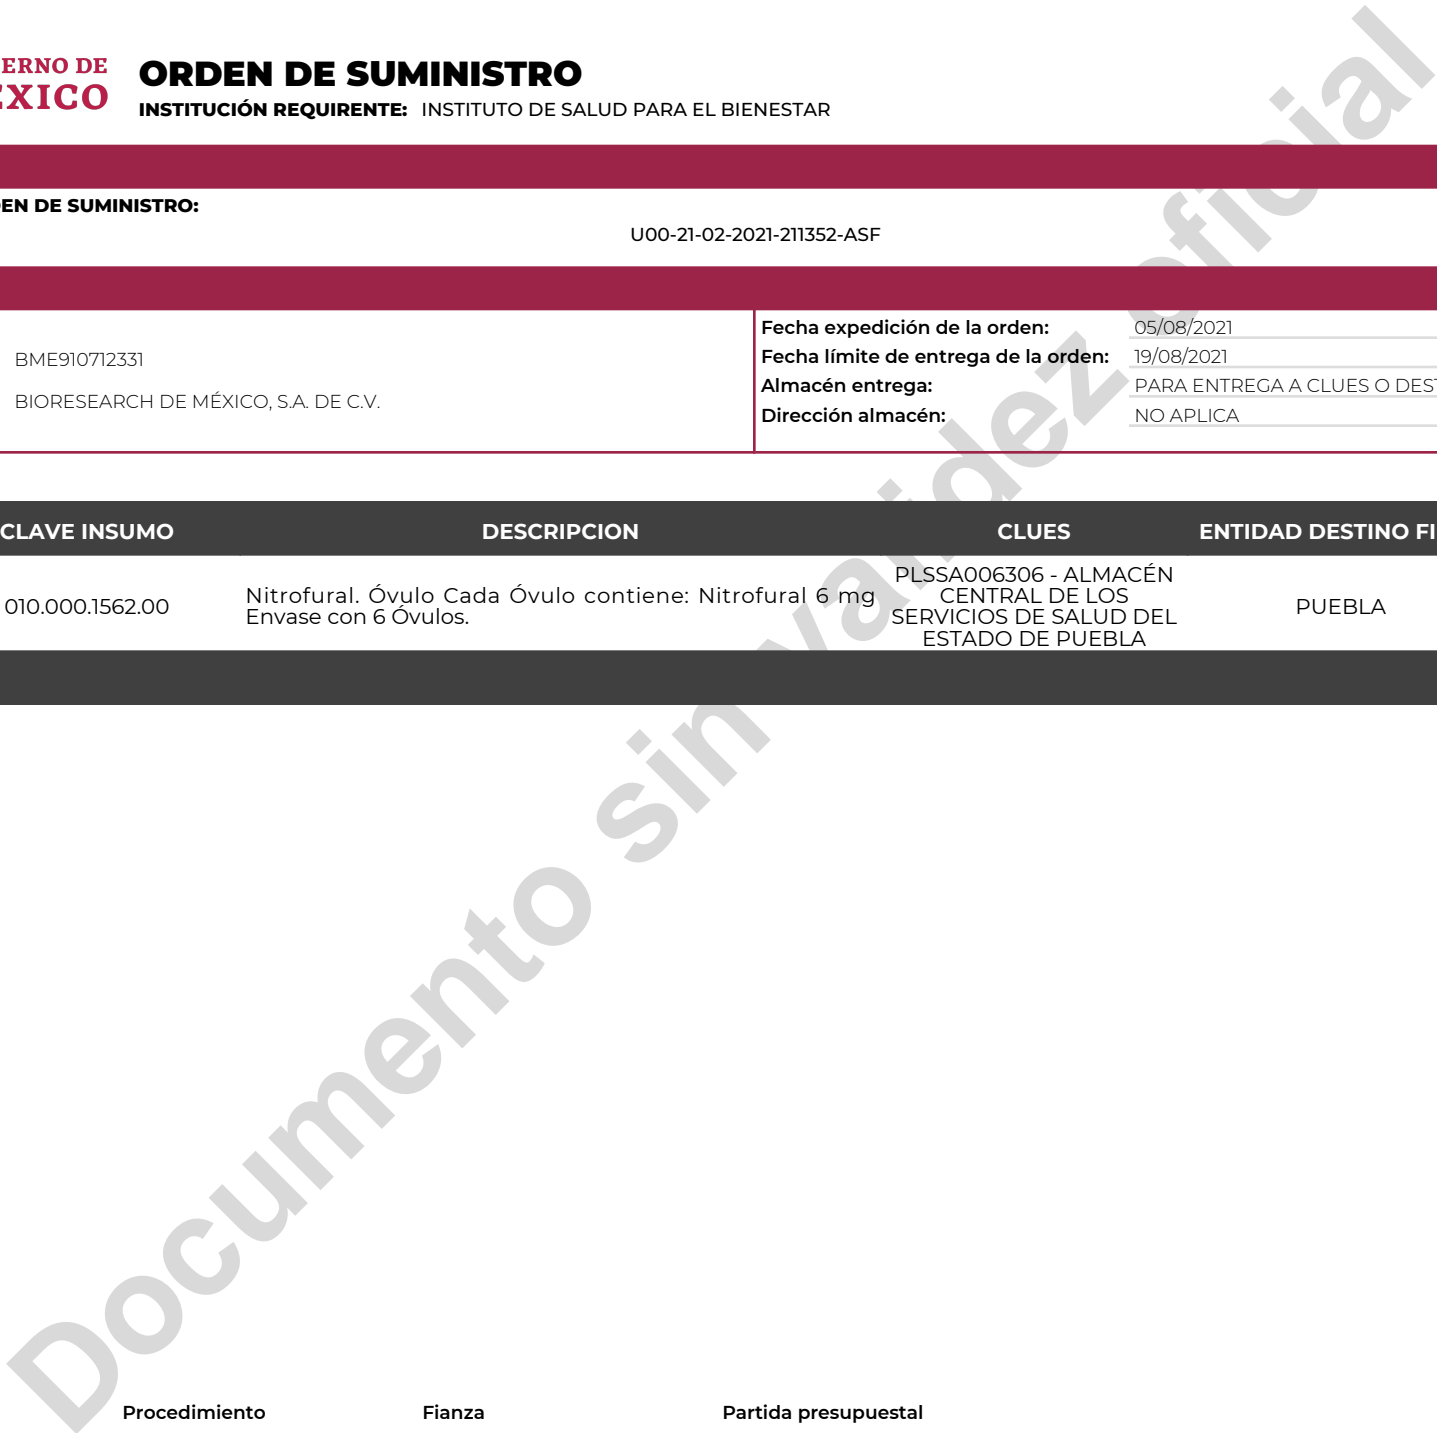 ERNO DE
ÉXICO
ORDEN DE SUMINISTRO
INSTITUCIÓN REQUIRENTE: INSTITUTO DE SALUD PARA EL BIENESTAR
EN DE SUMINISTRO:
U00-21-02-2021-211352-ASF
BME910712331
BIORESEARCH DE MÉXICO, S.A. DE C.V.
Fecha expedición de la orden: 05/08/2021
Fecha límite de entrega de la orden: 19/08/2021
Almacén entrega: PARA ENTREGA A CLUES O DEST
Dirección almacén: NO APLICA
CLAVE INSUMO DESCRIPCION CLUES ENTIDAD DESTINO FI
010.000.1562.00
Nitrofural. Óvulo Cada Óvulo contiene: Nitrofural 6 mg
Envase con 6 Óvulos.
PLSSA006306 - ALMACÉN
CENTRAL DE LOS
SERVICIOS DE SALUD DEL
ESTADO DE PUEBLA
PUEBLA
Documento sin validez oficial
Procedimiento Fianza Partida presupuestal